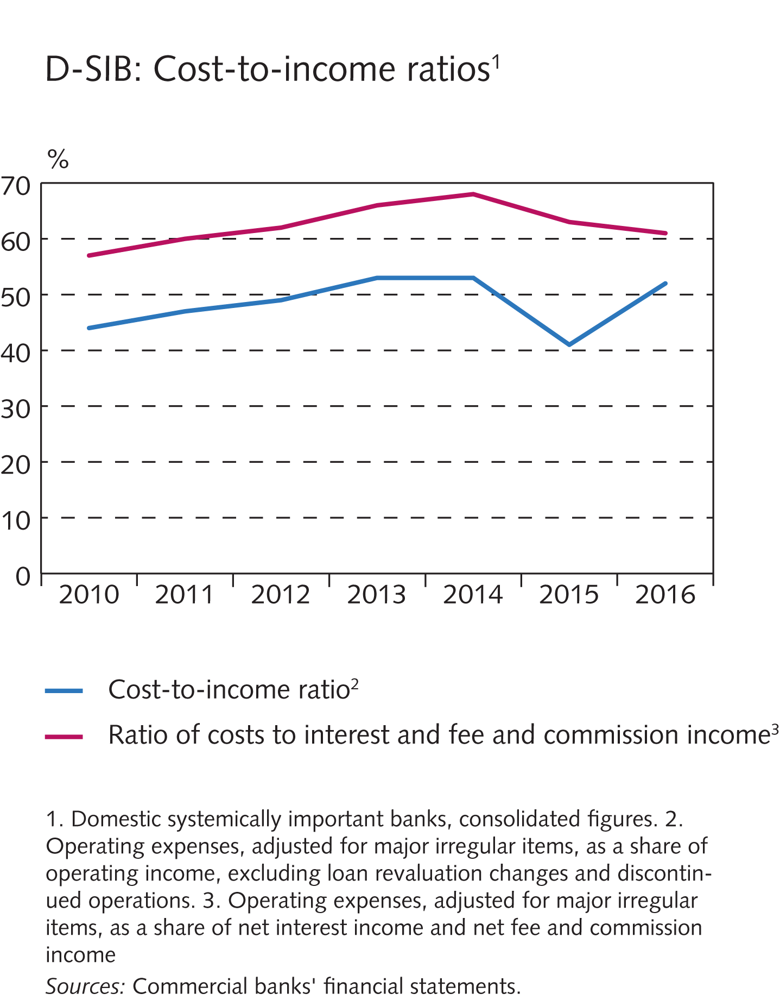 D-SIB: Cost-to-income ratios¹
%
70
60
50
40
30
20
10
0
2010 2011 2012 2013 2014 2015 2016
Cost-to-income ratio²
Ratio of costs to interest and fee and commission income³
1. Domestic systemically important banks, consolidated figures. 2.
Operating expenses, adjusted for major irregular items, as a share of
operating income, excluding loan revaluation changes and discontin-
ued operations. 3. Operating expenses, adjusted for major irregular
items, as a share of net interest income and net fee and commission
income
Sources: Commercial banks' financial statements.